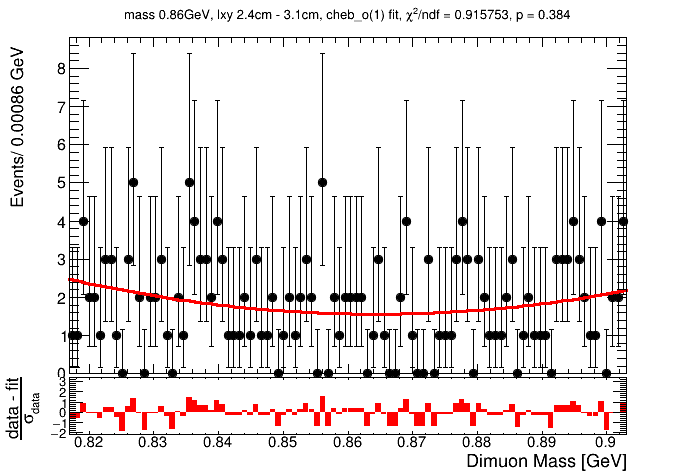 mass 0.86GeV, lxy 2.4cm - 3.1cm, cheb_o(1) fit, χ²/ndf = 0.915753, p = 0.384
Events/ 0.00086 GeV
8
7
6
5
4
3
2
1
0
data - fit
σdata
3
2
1
0
−1
−2
0.82 0.83 0.84 0.85 0.86 0.87 0.88 0.89 0.9
Dimuon Mass [GeV]